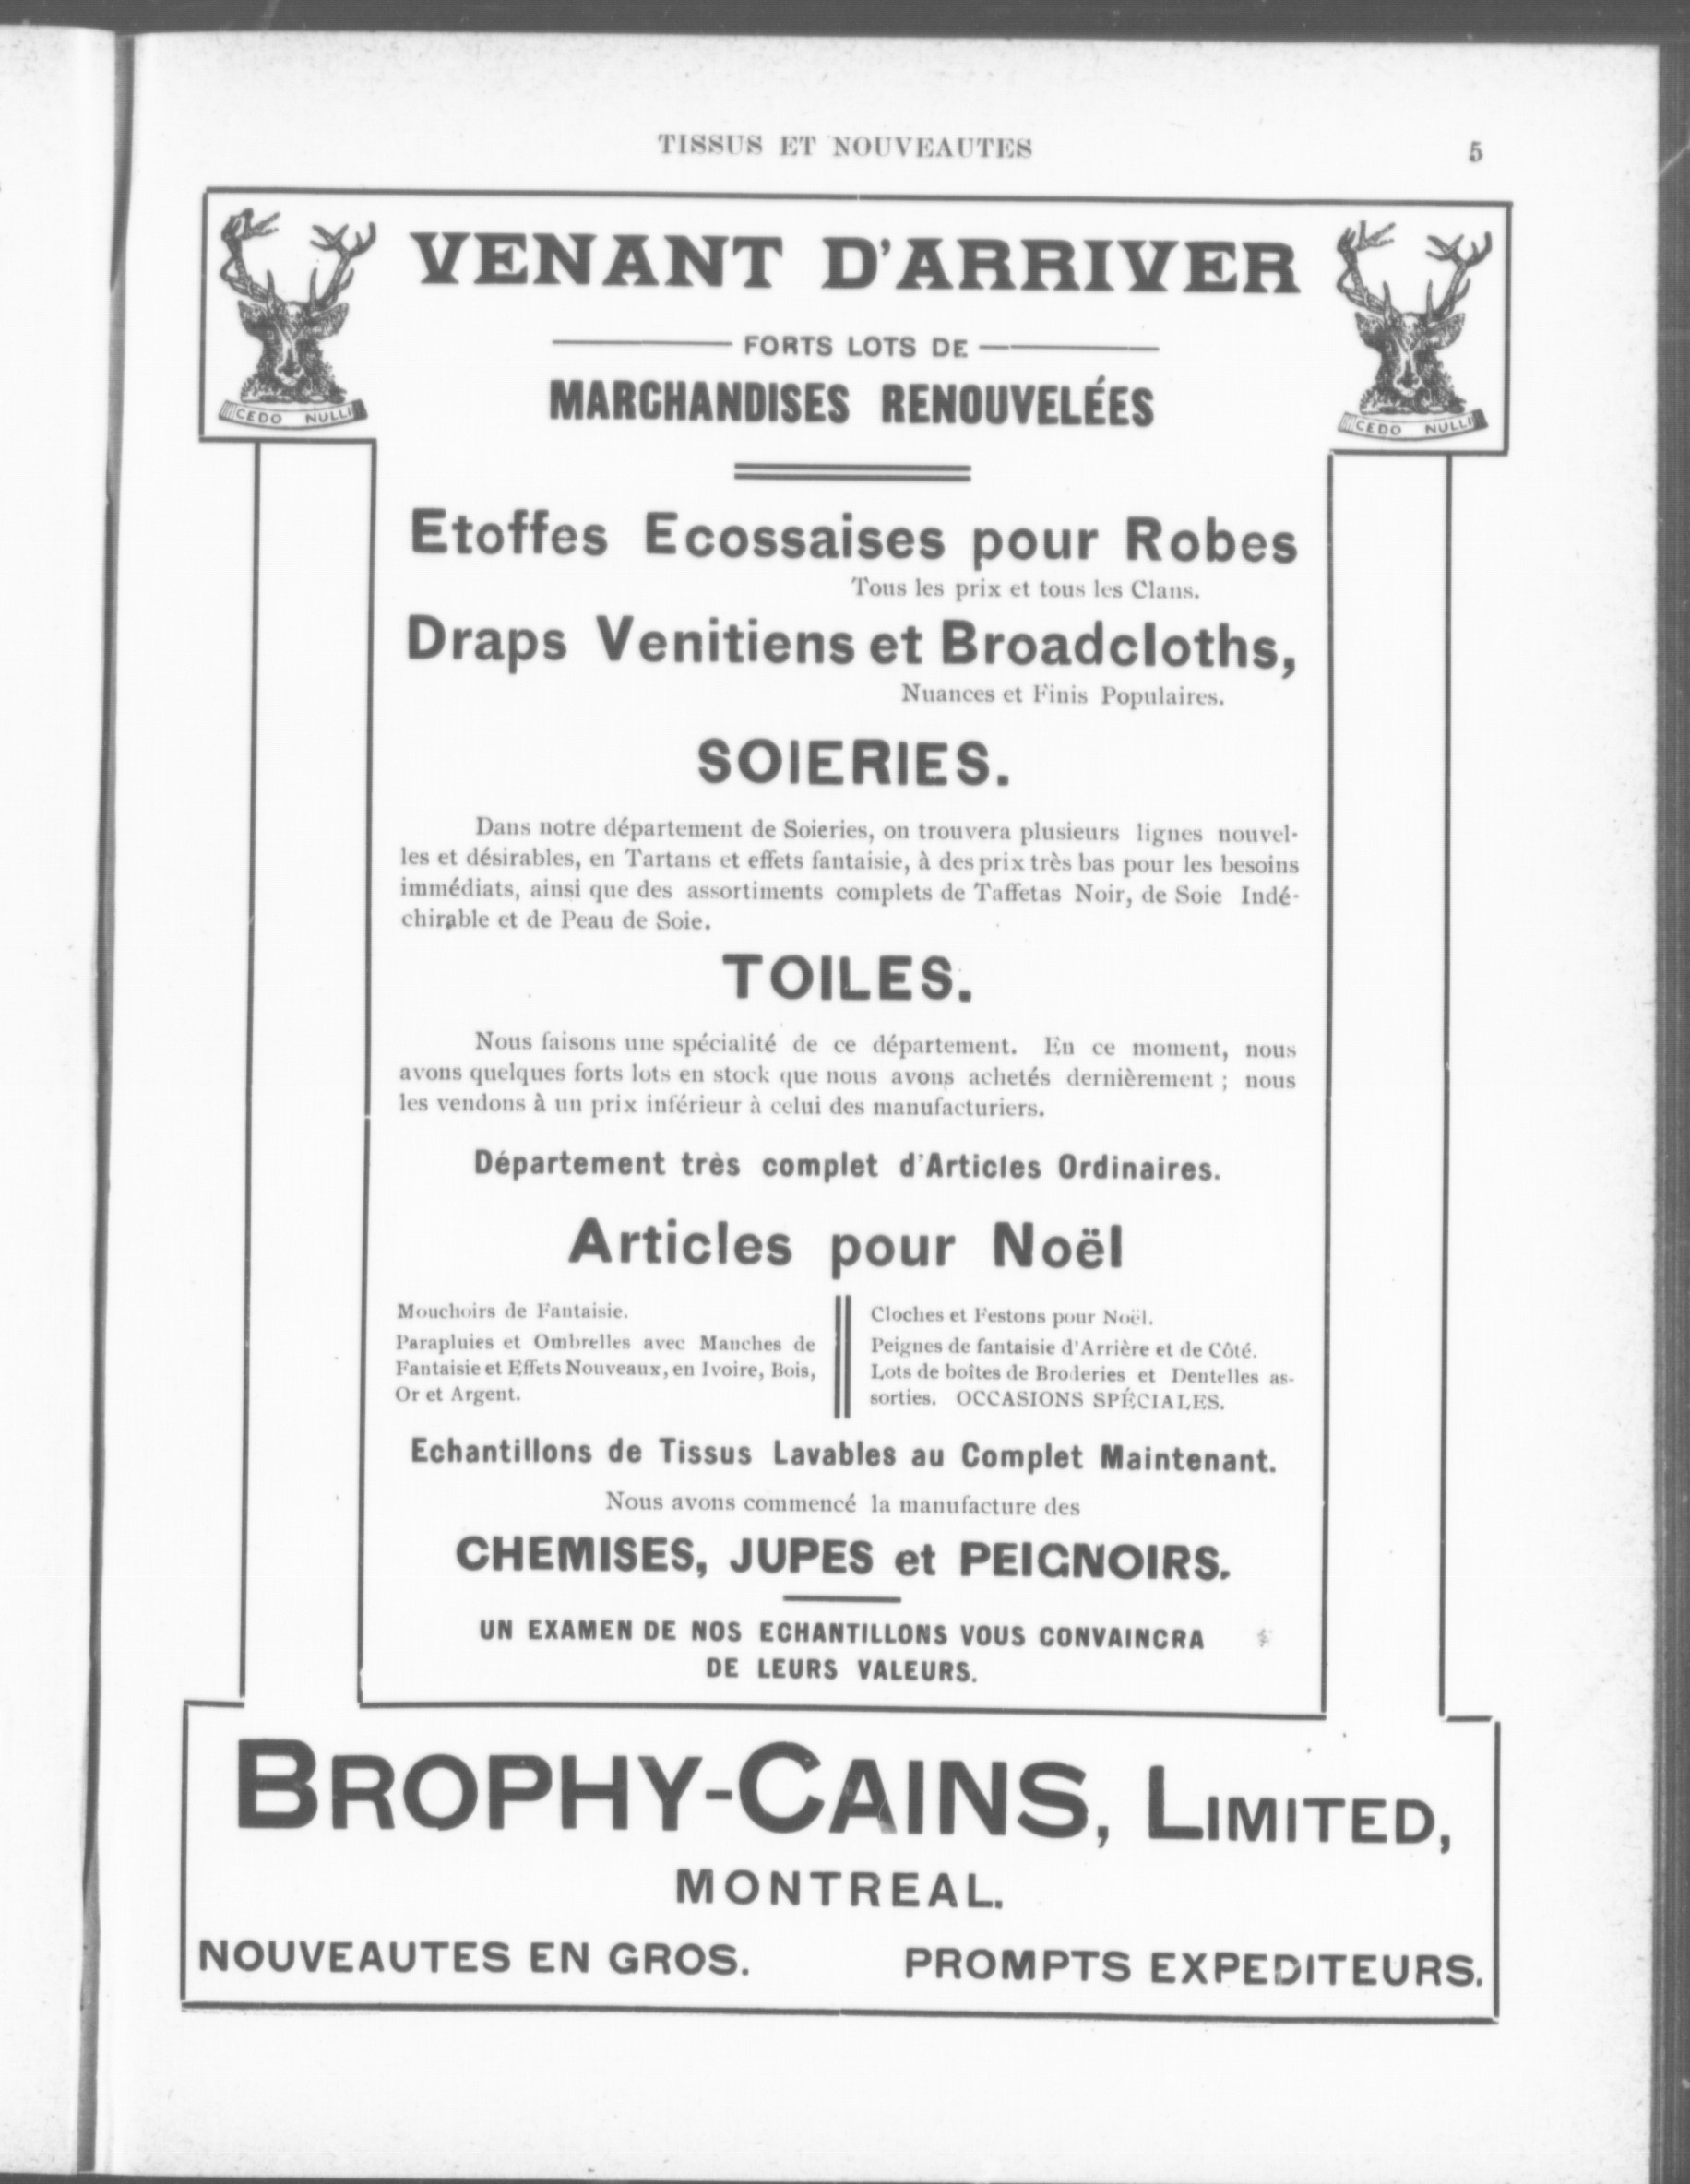 TISSUS ET NOUVEAUTES 5
VENANT D'ARRIVER
FORTS LOTS DE
MARCHANDISES RENOUVELÉES
CEDO NULLI
CEDO NULLI
Etoffes Ecossaises pour Robes
Tous les prix et tous les Clans.
Draps Venitiens et Broadcloths,
Nuances et Finis Populaires.
SOIERIES.
Dans notre département de Soieries, on trouvera plusieurs lignes nouvel-
les et désirables, en Tartans et effets fantaisie, à des prix très bas pour les besoins
immédiats, ainsi que des assortiments complets de Taffetas Noir, de Soie Indé-
chirable et de Peau de Soie.
TOILES.
Nous faisons une spécialité de ce département. En ce moment, nous
avons quelques forts lots en stock que nous avons achetés dernièrement ; nous
les vendons à un prix inférieur à celui des manufacturiers.
Département très complet d'Articles Ordinaires.
Articles pour Noël
Mouchoirs de Fantaisie.
Parapluies et Ombrelles avec Manches de
Fantaisie et Effets Nouveaux, en Ivoire, Bois,
Or et Argent.
Cloches et Festons pour Noël.
Peignes de fantaisie d'Arrière et de Côté.
Lots de boîtes de Broderies et Dentelles as-
sorties. OCCASIONS SPÉCIALES.
Echantillons de Tissus Lavables au Complet Maintenant.
Nous avons commencé la manufacture des
CHEMISES, JUPES et PEIGNOIRS.
UN EXAMEN DE NOS ECHANTILLONS VOUS CONVAINCRA
DE LEURS VALEURS.
BROPHY-CAINS, LIMITED,
MONTREAL.
NOUVEAUTES EN GROS. PROMPTS EXPEDITEURS.